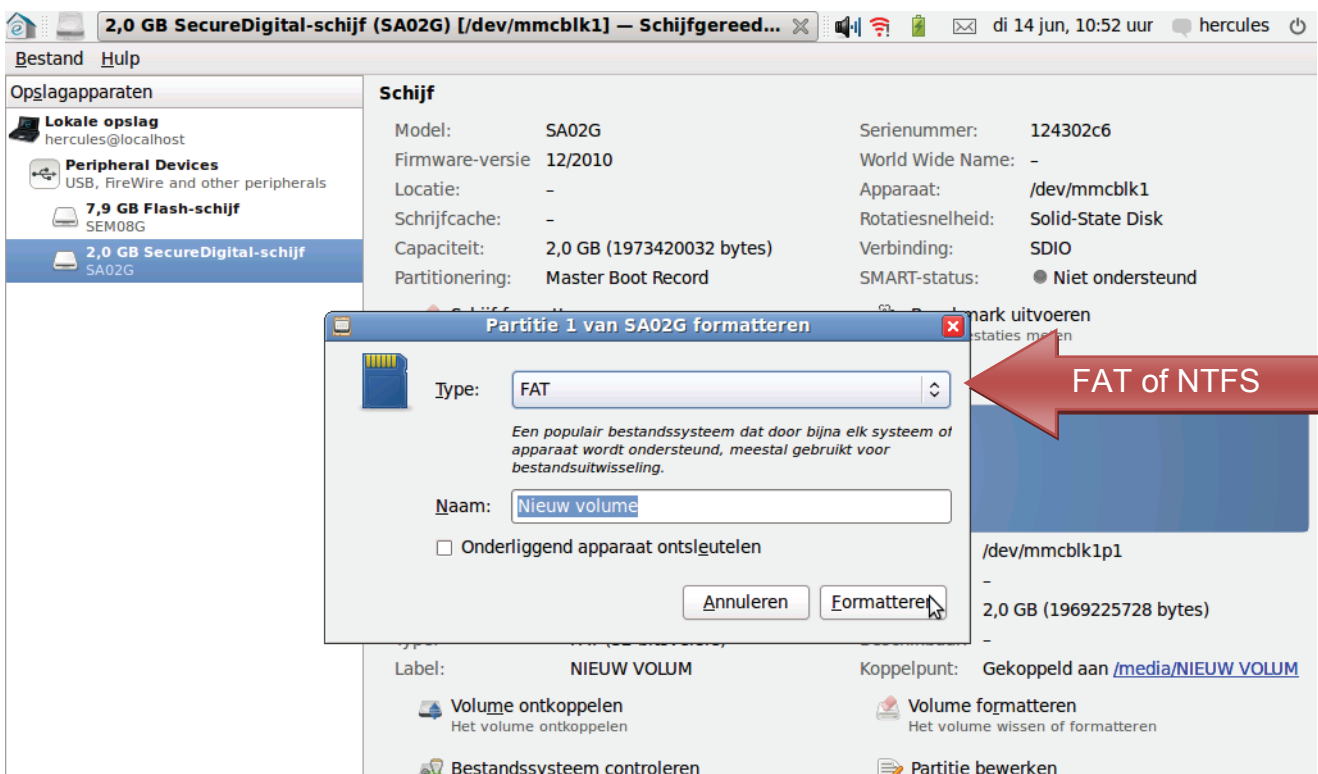 2,0 GB SecureDigital-schijf (SA02G) [/dev/mmcblk1] — Schijfgereed... di 14 jun, 10:52 uur hercules
Bestand Hulp
Opslagapparaten
Lokale opslag
hercules@localhost
Peripheral Devices
USB, FireWire and other peripherals
7,9 GB Flash-schijf
SEM08G
2,0 GB SecureDigital-schijf
SA02G
Schijf
Model: SA02G Serienummer: 124302c6
Firmware-versie 12/2010 World Wide Name: –
Locatie: – Apparaat: /dev/mmcblk1
Schrijfcache: – Rotatiesnelheid: Solid-State Disk
Capaciteit: 2,0 GB (1973420032 bytes) Verbinding: SDIO
Partitionering: Master Boot Record SMART-status: Niet ondersteund
uitvoeren
Partitie 1 van SA02G formatteren
Type: FAT
FAT of NTFS
Een populair bestandssysteem dat door bijna elk systeem of
apparaat wordt ondersteund, meestal gebruikt voor
bestandsuitwisseling.
Naam: Nieuw volume
Onderliggend apparaat ontsleutelen
Annuleren Formatteren
/dev/mmcblk1p1
–
2,0 GB (1969225728 bytes)
–
Label: NIEUW VOLUM Koppelpunt: Gekoppeld aan /media/NIEUW VOLUM
Volume ontkoppelen
Het volume ontkoppelen
Volume formatteren
Het volume wissen of formatteren
Bestandssysteem controleren Partitie bewerken